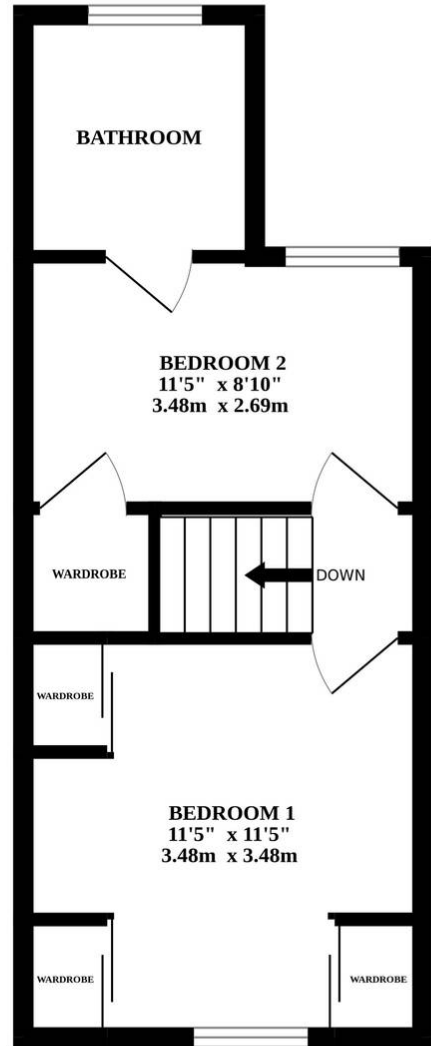 BATHROOM
BEDROOM 2
11'5" x 8'10"
3.48m x 2.69m
WARDROBE
DOWN
WARDROBE
BEDROOM 1
11'5" x 11'5"
3.48m x 3.48m
WARDROBE
WARDROBE